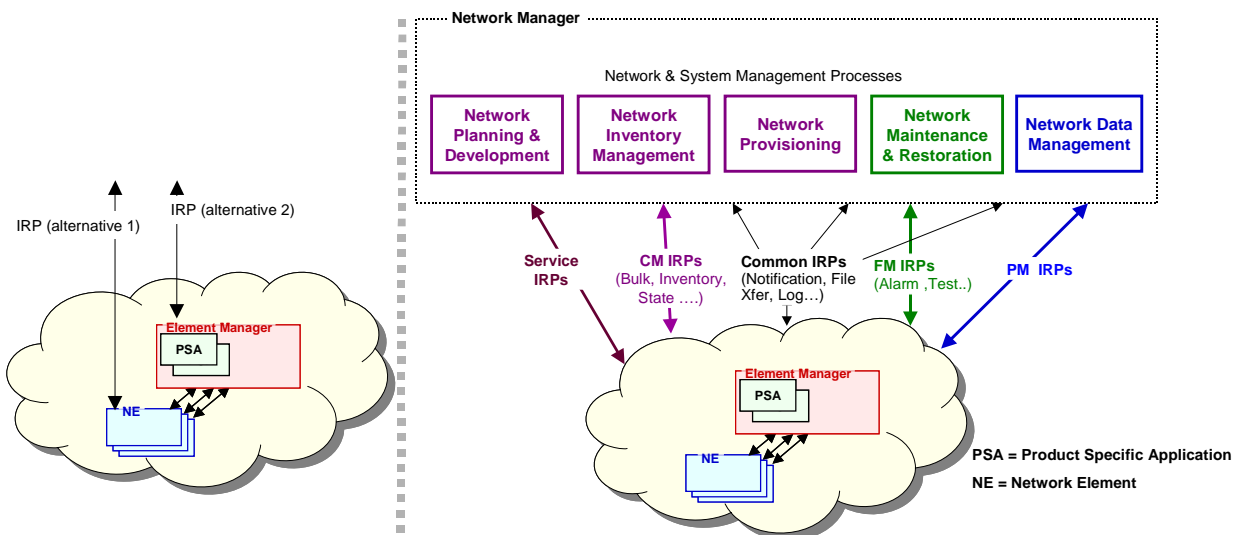 Network Manager
Network & System Management Processes
Network
Planning &
Development
Network
Inventory
Management
Network
Provisioning
Network
Maintenance
& Restoration
Network Data
Management
IRP (alternative 1)
IRP (alternative 2)
Element Manager
PSA
NE
Service
IRPs
CM IRPs
(Bulk, Inventory,
State ….)
Common IRPs
(Notification, File
Xfer, Log…)
FM IRPs
(Alarm ,Test..)
PM IRPs
Element Manager
PSA
NE
PSA = Product Specific Application
NE = Network Element